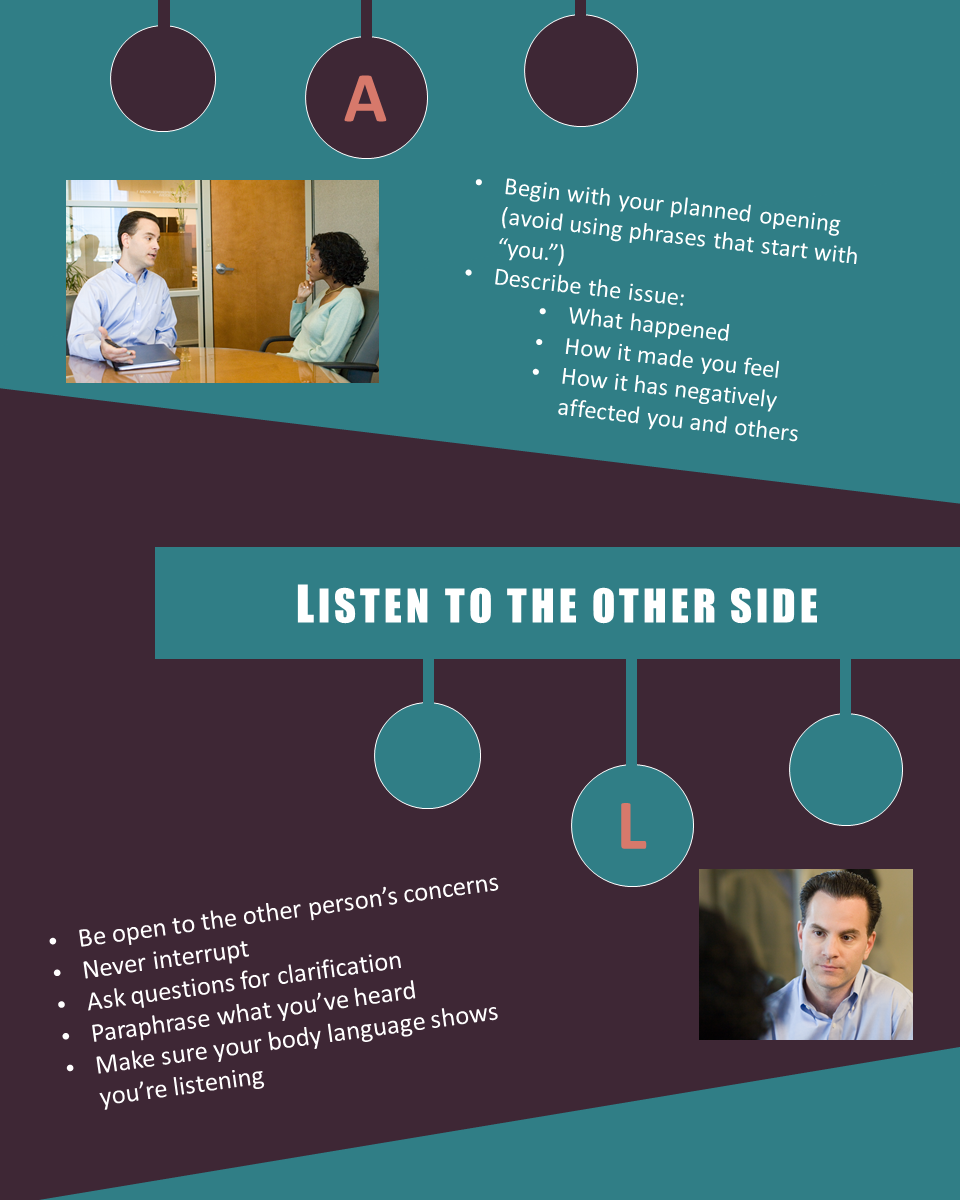 A
• Begin with your planned opening
(avoid using phrases that start with
“you.”)
• Describe the issue:
• What happened
• How it made you feel
• How it has negatively
affected you and others
LISTEN TO THE OTHER SIDE
L
• Be open to the other person’s concerns
• Never interrupt
• Ask questions for clarification
• Paraphrase what you’ve heard
• Make sure your body language shows
you’re listening